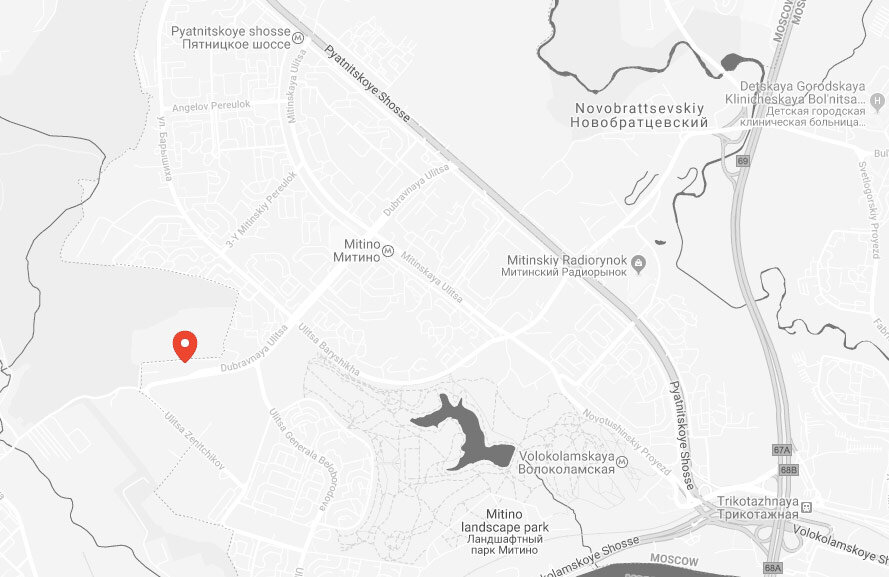 Pyatnitskoye shosse
Пятницкое шоссе
Pyatnitskoye Shosse
MOSCOW
MOSCOW
Detskaya Gorodskaya
Klinicheskaya Bol'nitsa...
Детская городская
клиническая больница...
H
Novobrattsevskiy
Новобратцевский
Angelov Pereulok
Mitinskaya Ulitsa
ул. Барышиха
69
Bul
Svetlogorskiy Proyezd
Dubravnaya Ulitsa
3-Y Mitinskiy Pereulok
Mitino
Митино
Mitinskaya Ulitsa
Mitinskiy Radiorynok
Митинский Радиорынок
Dubravnaya Ulitsa
Ulitsa Baryshikha
Ulitsa Zenitchikov
Ulitsa Generala Beloborodova
Pyatnitskoye Shosse
Novotushinskiy Proyezd
67A
68B
Volokolamskaya
Волоколамская
Trikotazhnaya
Трикотажная
Mitino
landscape park
Ландшафтный
парк Митино
Volokolamskoye Shosse
Volokolamskoye Shosse
MOSCOW
68A